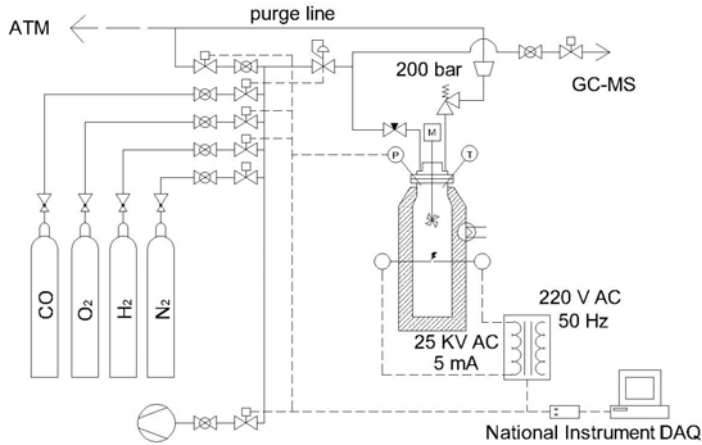 purge line
ATM
200 bar
GC-MS
M
P
T
CO
O2
H2
N2
220 V AC
50 Hz
25 KV AC
5 mA
National Instrument DAQ